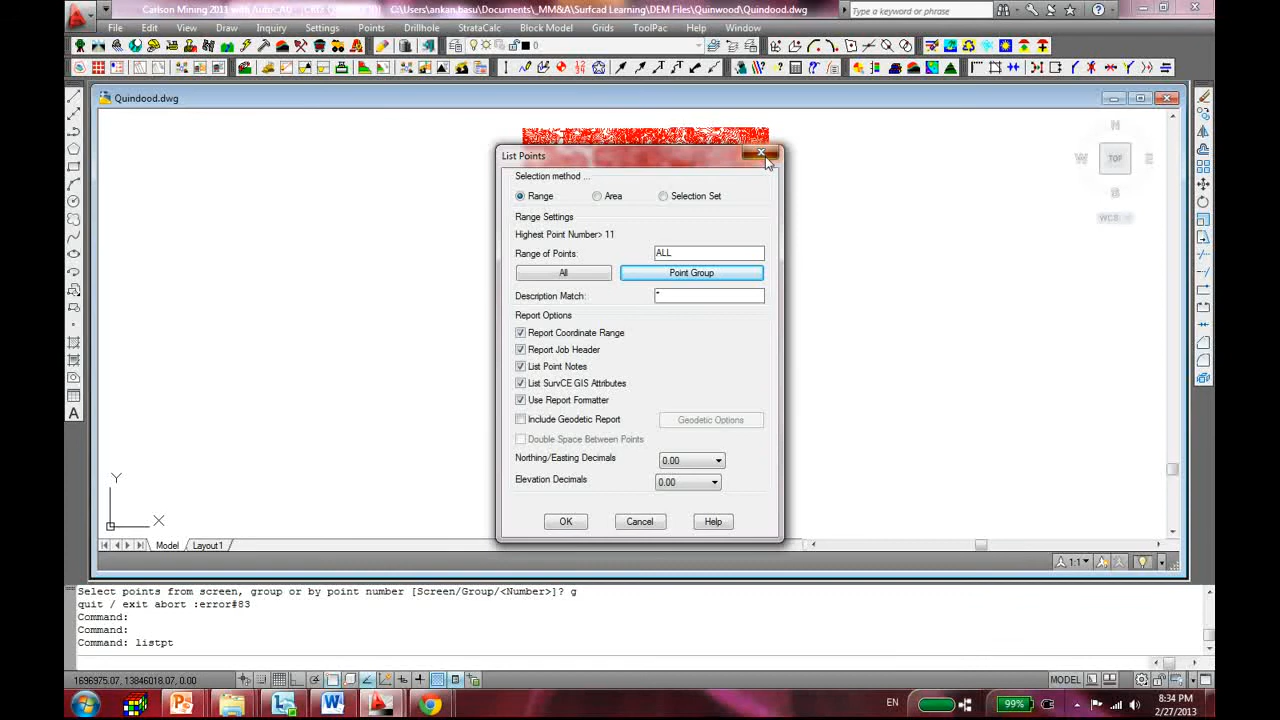 Carlson Mining 2011 with AutoCAD C:\Users\ankan.basu\Documents\_MM&A\Surfcad Learning\DEM Files\Quinwood\Quindood.dwg
Type a keyword or phrase
File Edit View Draw Inquiry Settings Points Drillhole StrataCalc Block Model Grids ToolPac Help Window
0
Quindood.dwg
N
W TOP
S
WCS
List Points
Selection method ...
Range Area Selection Set
Range Settings
Highest Point Number> 11
Range of Points: ALL
All Point Group
Description Match: *
Report Options
Report Coordinate Range
Report Job Header
List Point Notes
List SurvCE GIS Attributes
Use Report Formatter
Include Geodetic Report Geodetic Options
Double Space Between Points
Northing/Easting Decimals 0.00
Elevation Decimals 0.00
OK Cancel Help
Y
X
A
Model Layout1
1:1
Select points from screen, group or by point number [Screen/Group/<Number>]? g
quit / exit abort :error#83
Command:
Command:
Command: listpt
1696975.07, 13846018.07, 0.00
MODEL
EN
99%
8:34 PM
2/27/2013